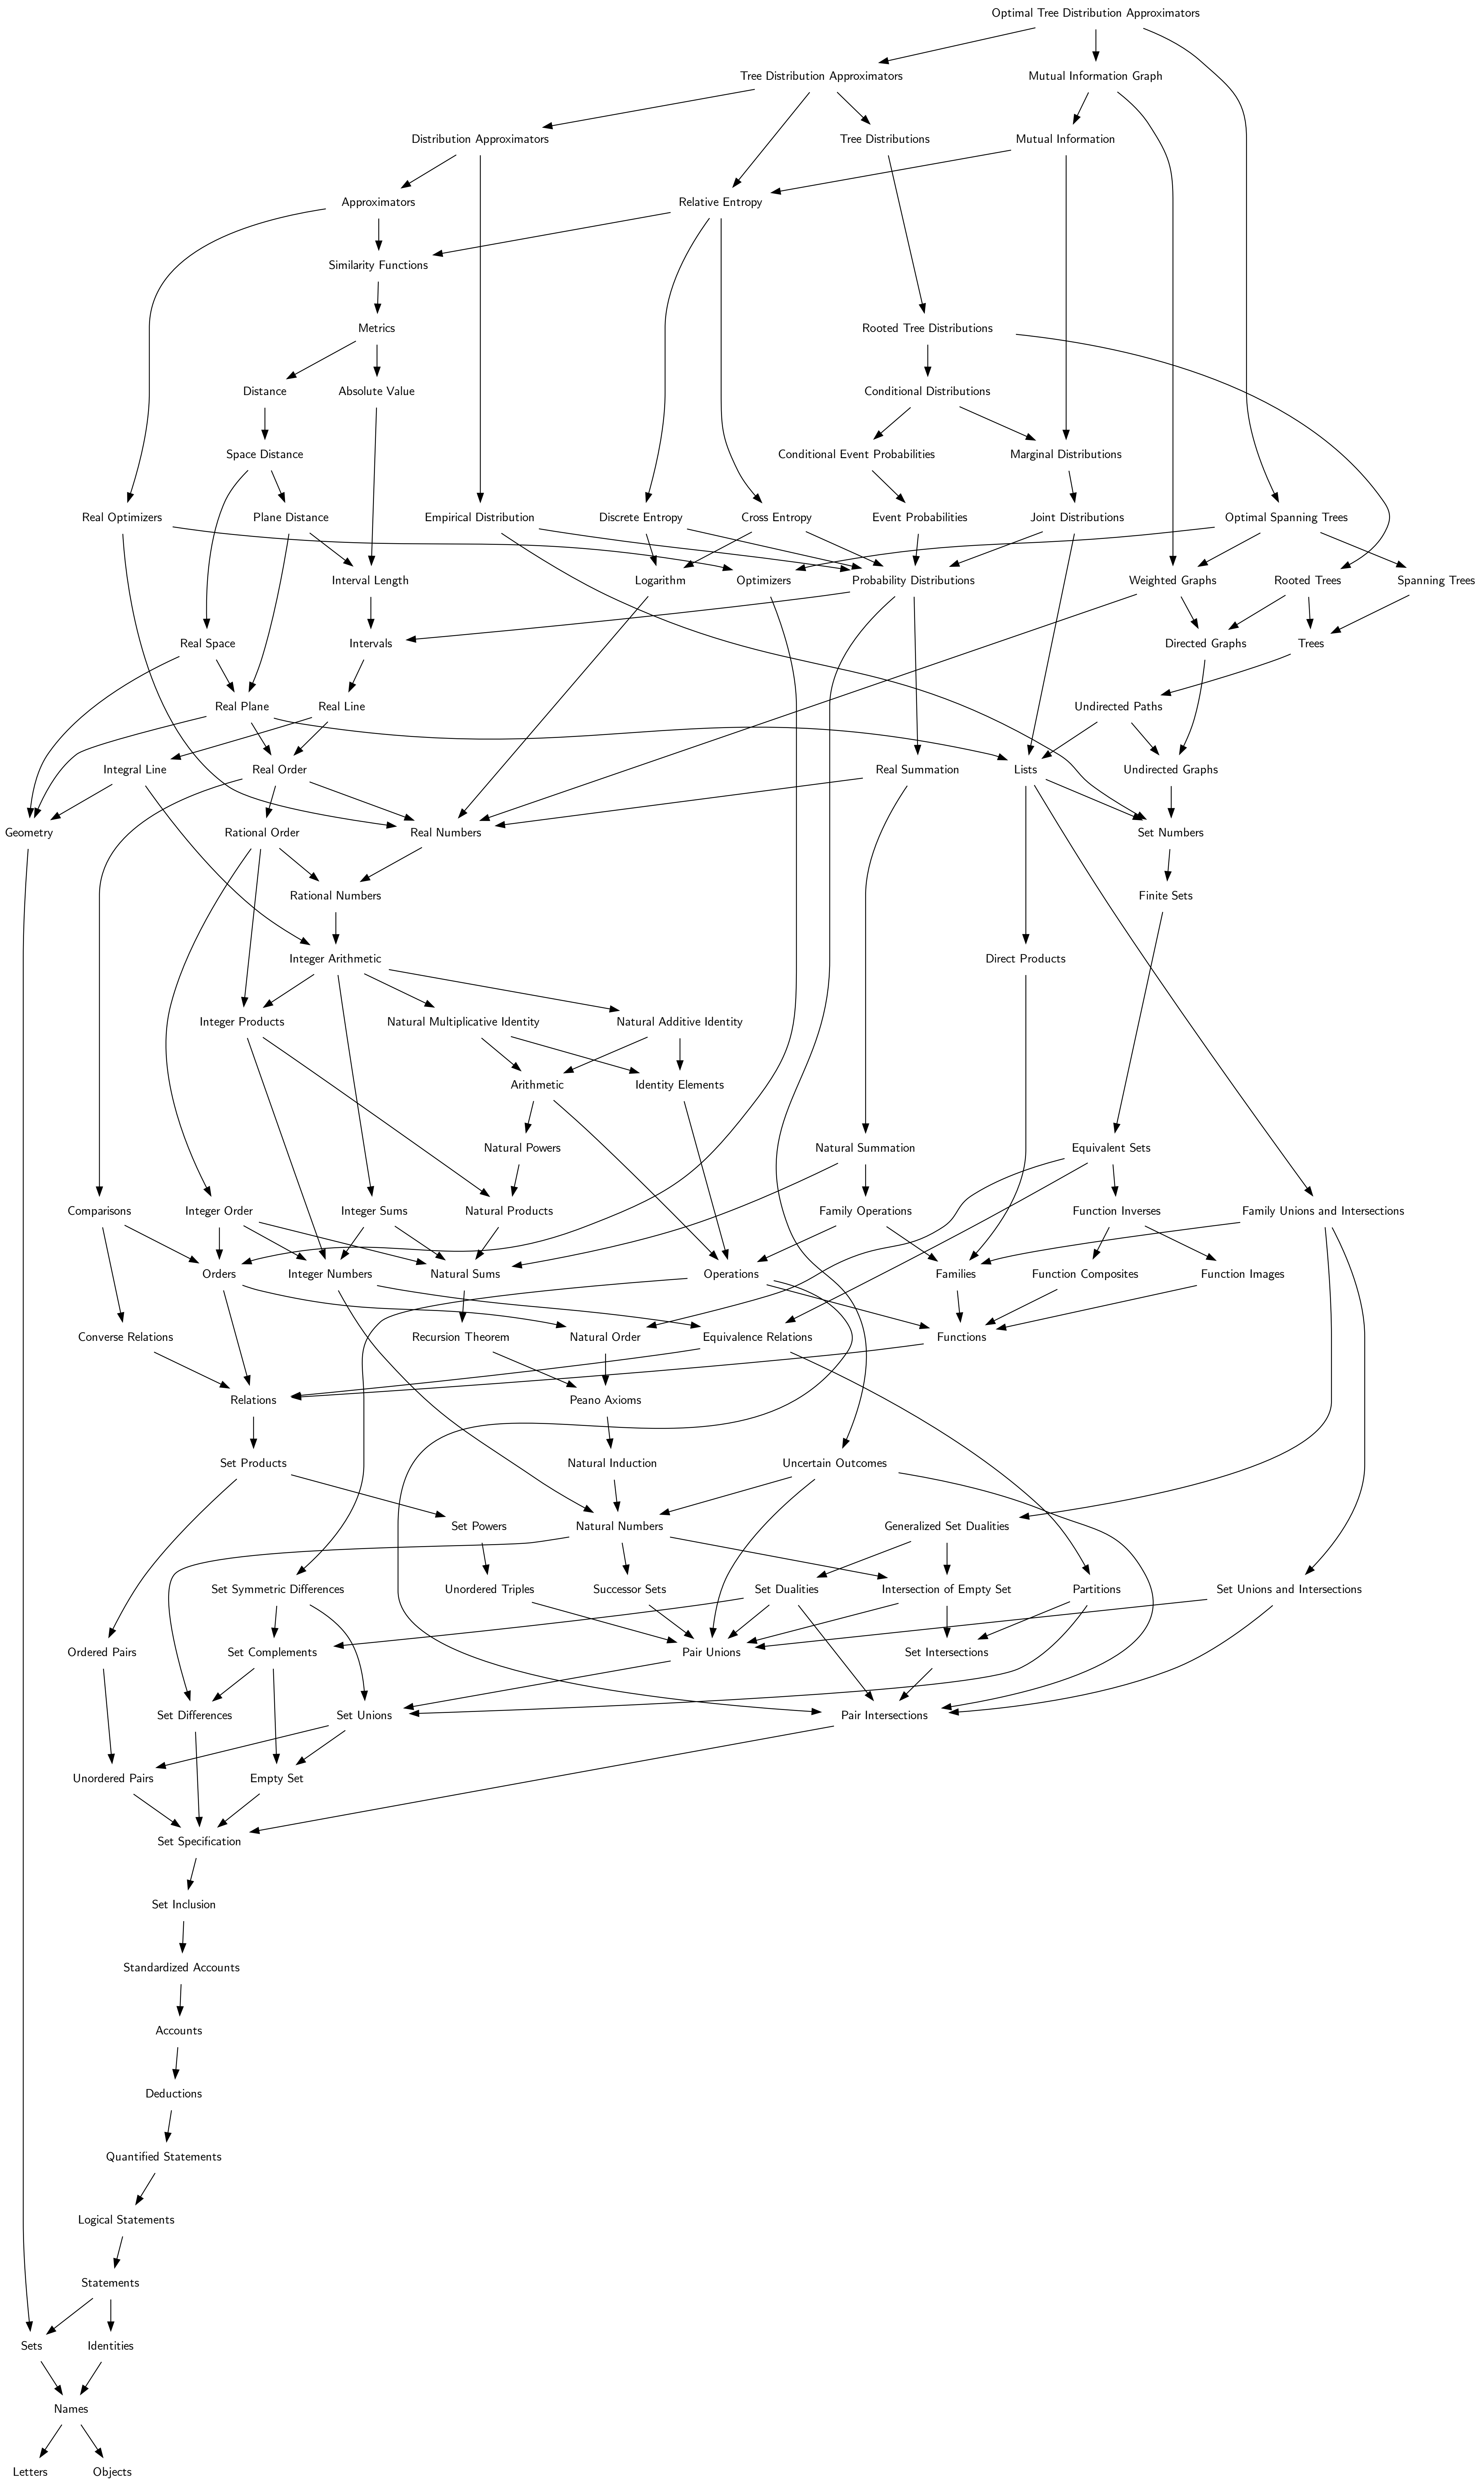 Optimal Tree Distribution Approximators
Tree Distribution Approximators
Mutual Information Graph
Distribution Approximators
Tree Distributions
Mutual Information
Approximators
Relative Entropy
Similarity Functions
Metrics
Rooted Tree Distributions
Distance
Absolute Value
Conditional Distributions
Space Distance
Conditional Event Probabilities
Marginal Distributions
Real Optimizers
Plane Distance
Empirical Distribution
Discrete Entropy
Cross Entropy
Event Probabilities
Joint Distributions
Optimal Spanning Trees
Interval Length
Logarithm
Optimizers
Probability Distributions
Weighted Graphs
Rooted Trees
Spanning Trees
Real Space
Intervals
Directed Graphs
Trees
Real Plane
Real Line
Undirected Paths
Integral Line
Real Order
Real Summation
Lists
Undirected Graphs
Geometry
Rational Order
Real Numbers
Set Numbers
Rational Numbers
Finite Sets
Integer Arithmetic
Direct Products
Integer Products
Natural Multiplicative Identity
Natural Additive Identity
Arithmetic
Identity Elements
Natural Powers
Natural Summation
Equivalent Sets
Comparisons
Integer Order
Integer Sums
Natural Products
Family Operations
Function Inverses
Family Unions and Intersections
Orders
Integer Numbers
Natural Sums
Operations
Families
Function Composites
Function Images
Converse Relations
Recursion Theorem
Natural Order
Equivalence Relations
Functions
Relations
Peano Axioms
Set Products
Natural Induction
Uncertain Outcomes
Set Powers
Natural Numbers
Generalized Set Dualities
Set Symmetric Differences
Unordered Triples
Successor Sets
Set Dualities
Intersection of Empty Set
Partitions
Set Unions and Intersections
Ordered Pairs
Set Complements
Pair Unions
Set Intersections
Set Differences
Set Unions
Pair Intersections
Unordered Pairs
Empty Set
Set Specification
Set Inclusion
Standardized Accounts
Accounts
Deductions
Quantified Statements
Logical Statements
Statements
Sets
Identities
Names
Letters
Objects